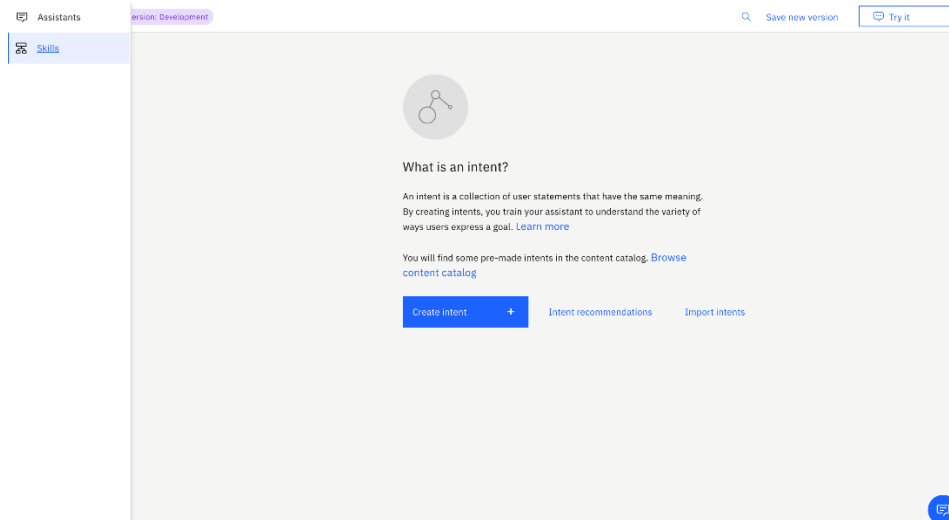 Assistants
ersion: Development
Save new version
Try it
Skills
What is an intent?
An intent is a collection of user statements that have the same meaning.
By creating intents, you train your assistant to understand the variety of
ways users express a goal. Learn more
You will find some pre-made intents in the content catalog. Browse
content catalog
Create intent +
Intent recommendations
Import intents